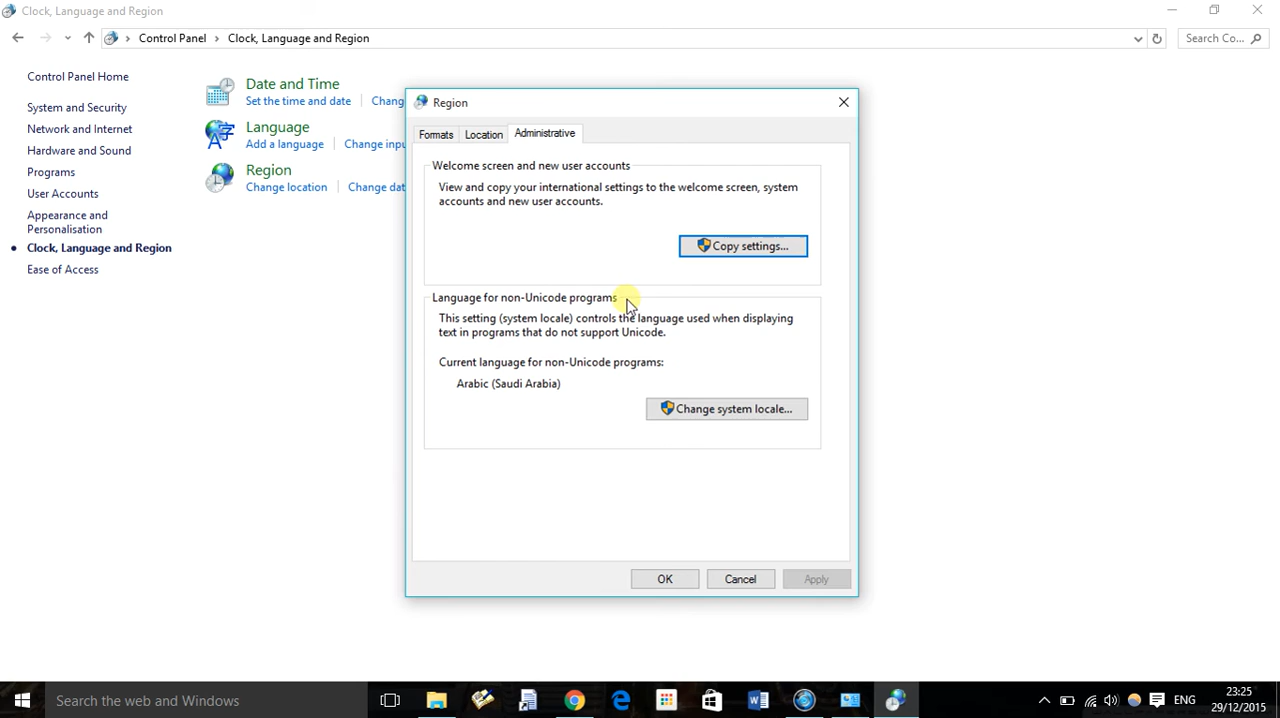 Clock, Language and Region
Control Panel
Clock, Language and Region
Search Co...
Control Panel Home
System and Security
Network and Internet
Hardware and Sound
Programs
User Accounts
Appearance and
Personalisation
Clock, Language and Region
Ease of Access
Date and Time
Set the time and date
Chang
Language
Add a language
Change inpu
Region
Change location
Change dat
Region
Formats
Location
Administrative
Welcome screen and new user accounts
View and copy your international settings to the welcome screen, system
accounts and new user accounts.
Copy settings...
Language for non-Unicode programs
This setting (system locale) controls the language used when displaying
text in programs that do not support Unicode.
Current language for non-Unicode programs:
Arabic (Saudi Arabia)
Change system locale...
OK
Cancel
Apply
Search the web and Windows
ENG
23:25
29/12/2015